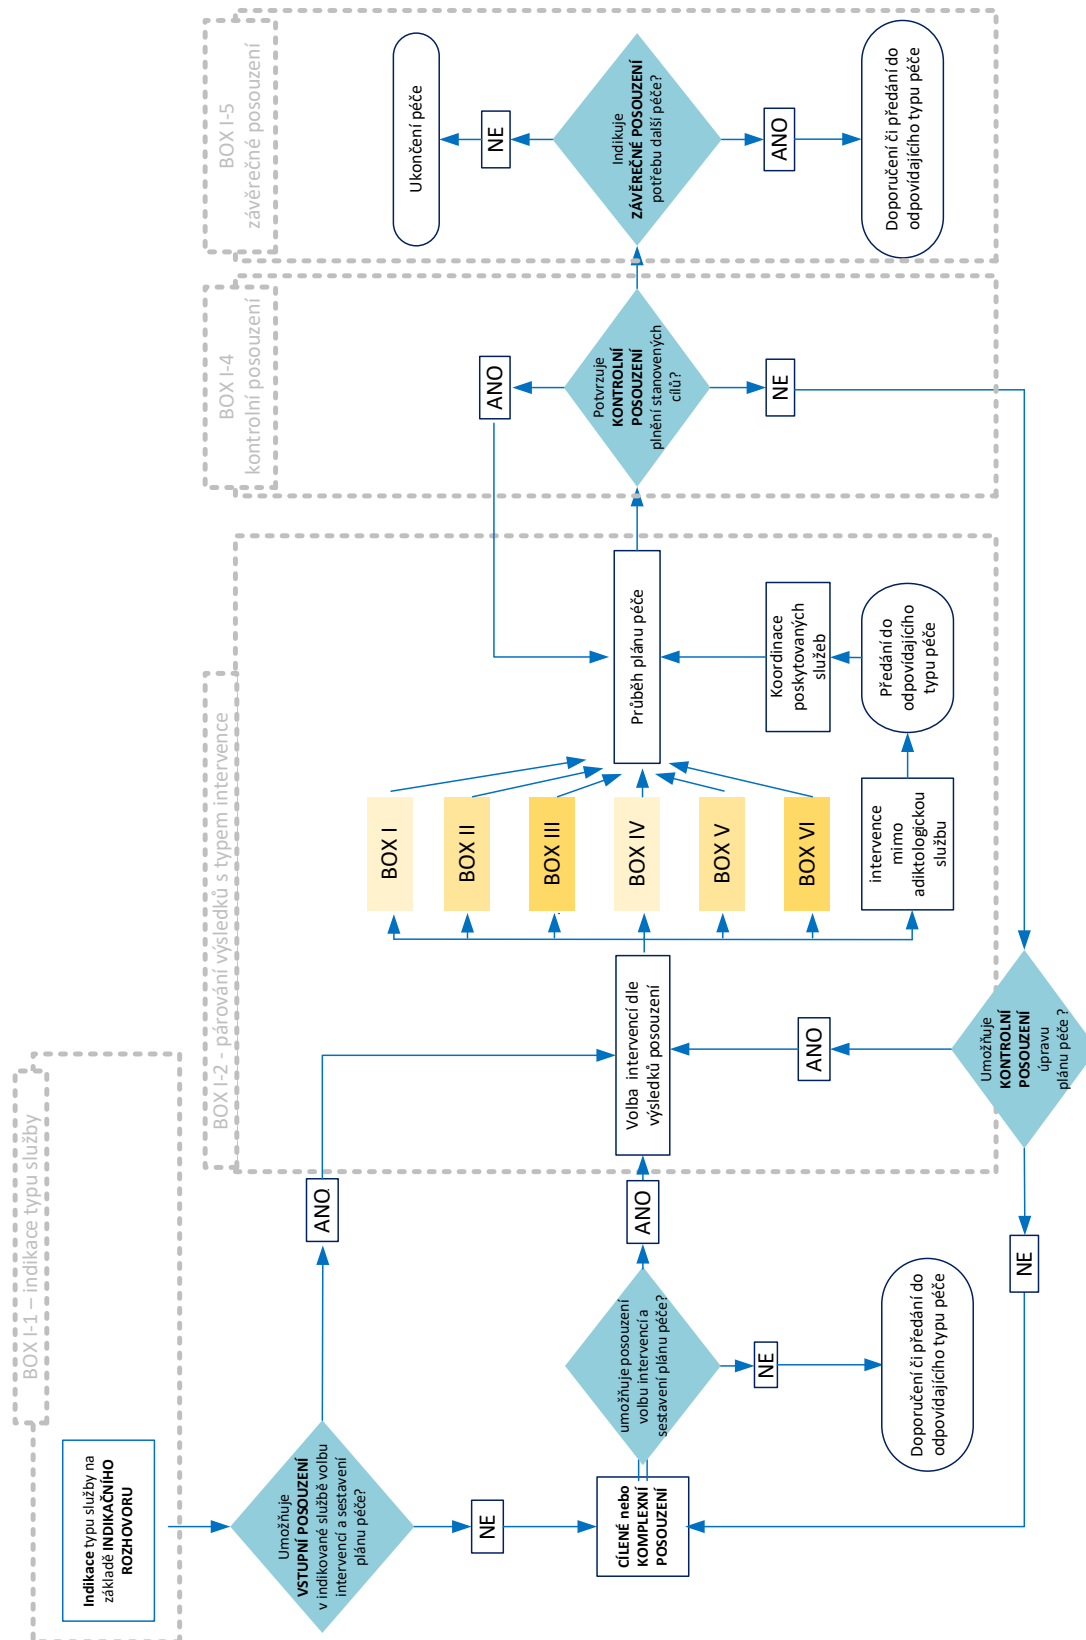 BOX I-1 – indikace typu služby
Indikace typu služby na
základě INDIKAČNÍHO
ROZHOVORU
Umožňuje
VSTUPNÍ POSOUZENÍ
v indikované službě volbu
intervencí a sestavení
plánu péče?
ANO
NE
CÍLENÉ nebo
KOMPLEXNÍ
POSOUZENÍ
umožňuje posouzení
volbu intervencí a
sestavení plánu péče?
ANO
NE
Doporučení či předání do
odpovídajícího typu péče
BOX I-2 - párování výsledků s typem intervence
Volba intervencí dle
výsledků posouzení
BOX I
BOX II
BOX III
BOX IV
BOX V
BOX VI
intervence
mimo
adiktologickou
službu
Předání do
odpovídajícího
typu péče
Koordinace
poskytovaných
služeb
Průběh plánu péče
BOX I-4
kontrolní posouzení
Potvrzuje
KONTROLNÍ
POSOUZENÍ
plnění stanovených
cílů?
ANO
NE
Umožňuje
KONTROLNÍ
POSOUZENÍ
úpravu
plánu péče ?
ANO
NE
BOX I-5
závěrečné posouzení
Indikuje
ZÁVĚREČNÉ POSOUZENÍ
potřebu další péče?
NE
Ukončení péče
ANO
Doporučení či předání do
odpovídajícího typu péče